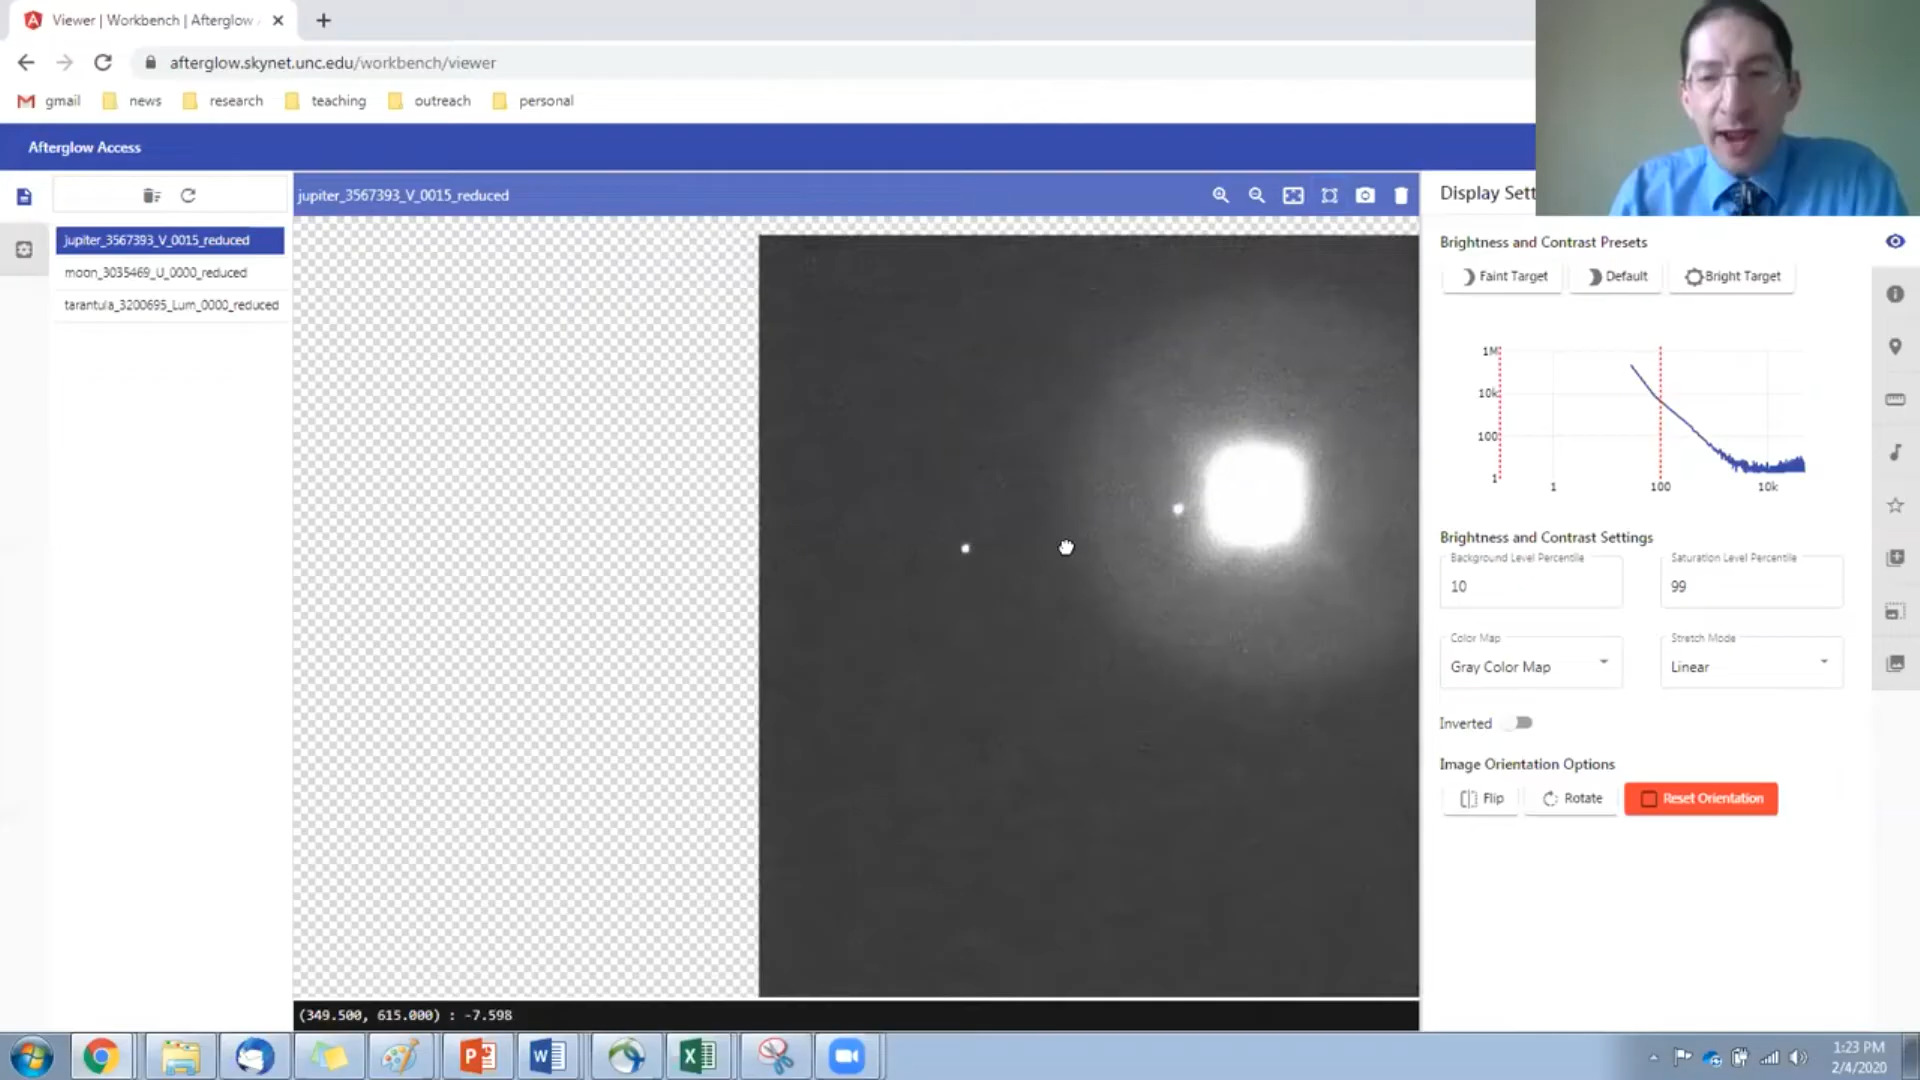 Viewer | Workbench | Afterglow
afterglow.skynet.unc.edu/workbench/viewer
gmail news research teaching outreach personal
Afterglow Access
jupiter_3567393_V_0015_reduced
moon_3035469_U_0000_reduced
tarantula_3200695_Lum_0000_reduced
jupiter_3567393_V_0015_reduced
(349.500, 615.000) : -7.598
Display Sett
Brightness and Contrast Presets
Faint Target Default Bright Target
1M
10k
100
1
1 100 10k
Brightness and Contrast Settings
Background Level Percentile Saturation Level Percentile
10 99
Color Map Stretch Mode
Gray Color Map Linear
Inverted
Image Orientation Options
Flip Rotate Reset Orientation
1:23 PM
2/4/2020